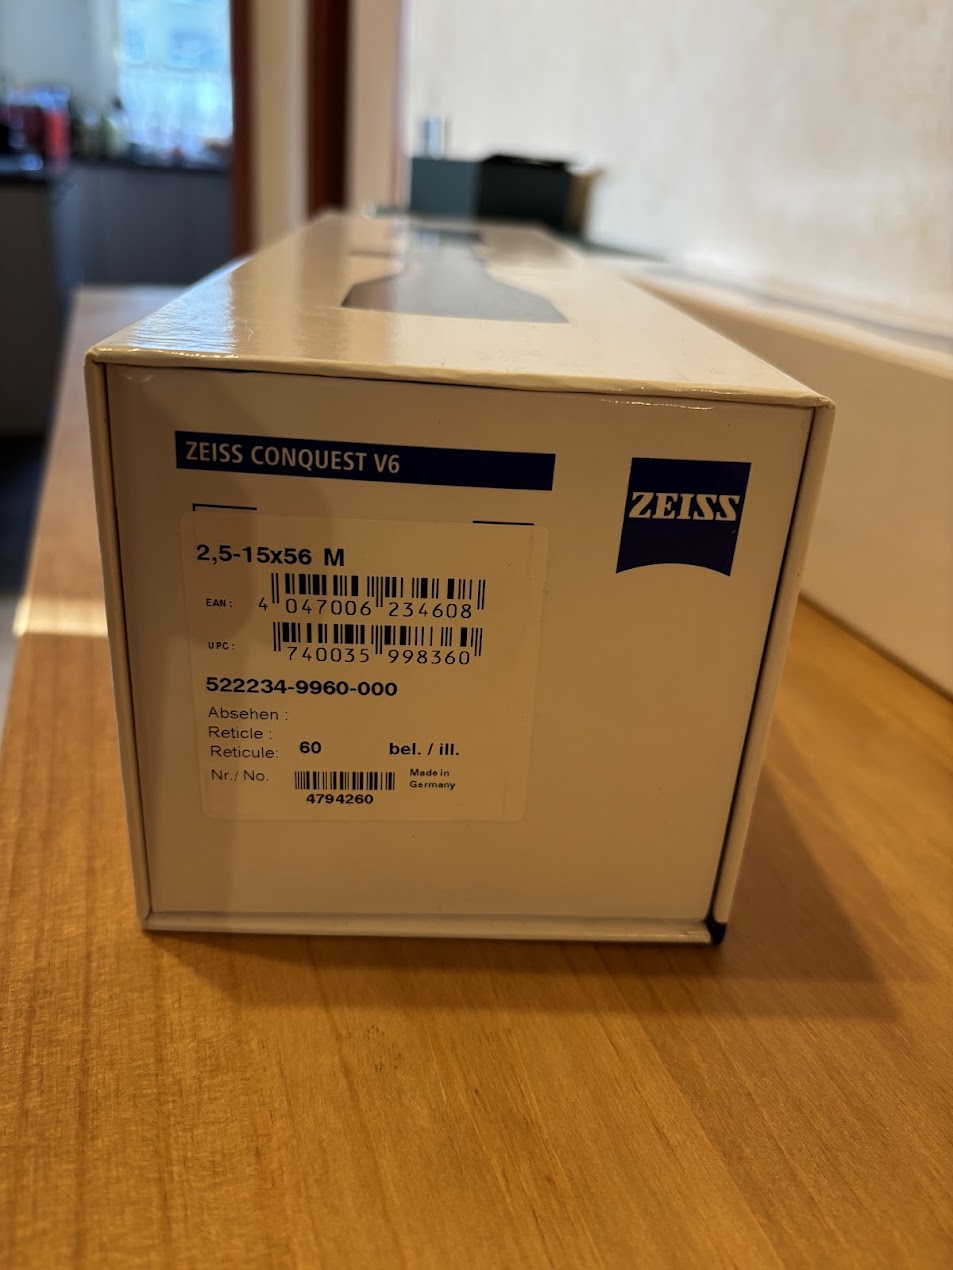 ZEISS CONQUEST V6
ZEISS
2,5-15x56 M
EAN: 4 047006 234608
UPC: 740035 998360
522234-9960-000
Absehen :
Reticle :
Reticule: 60 bel. / ill.
Nr./ No. Made in
Germany
4794260